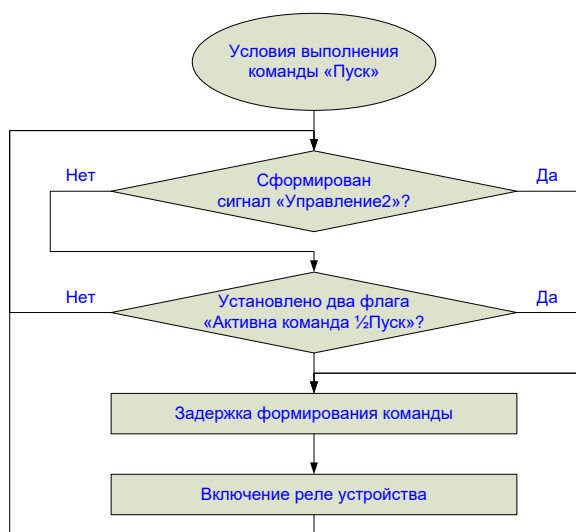 Условия выполнения
команды «Пуск»
Нет
Да
Сформирован
сигнал «Управление2»?
Нет
Да
Установлено два флага
«Активна команда ½Пуск»?
Задержка формирования команды
Включение реле устройства